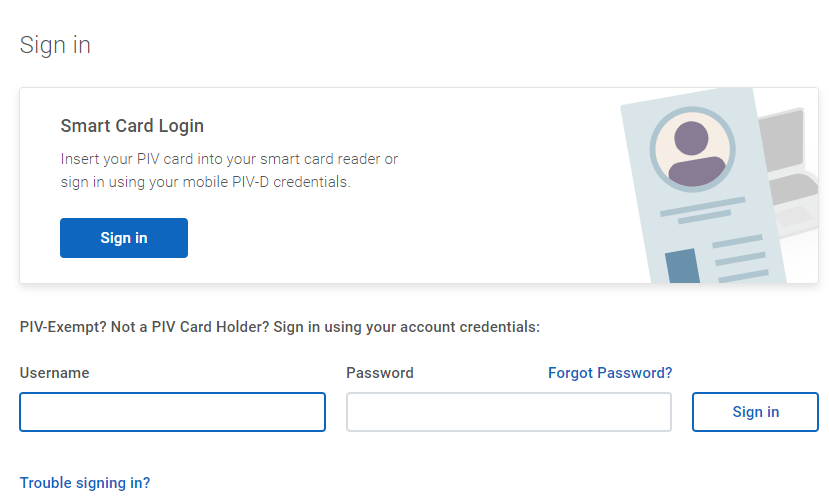 Sign in
Smart Card Login
Insert your PIV card into your smart card reader or
sign in using your mobile PIV-D credentials.
Sign in
PIV-Exempt? Not a PIV Card Holder? Sign in using your account credentials:
Username
Password
Forgot Password?
Sign in
Trouble signing in?